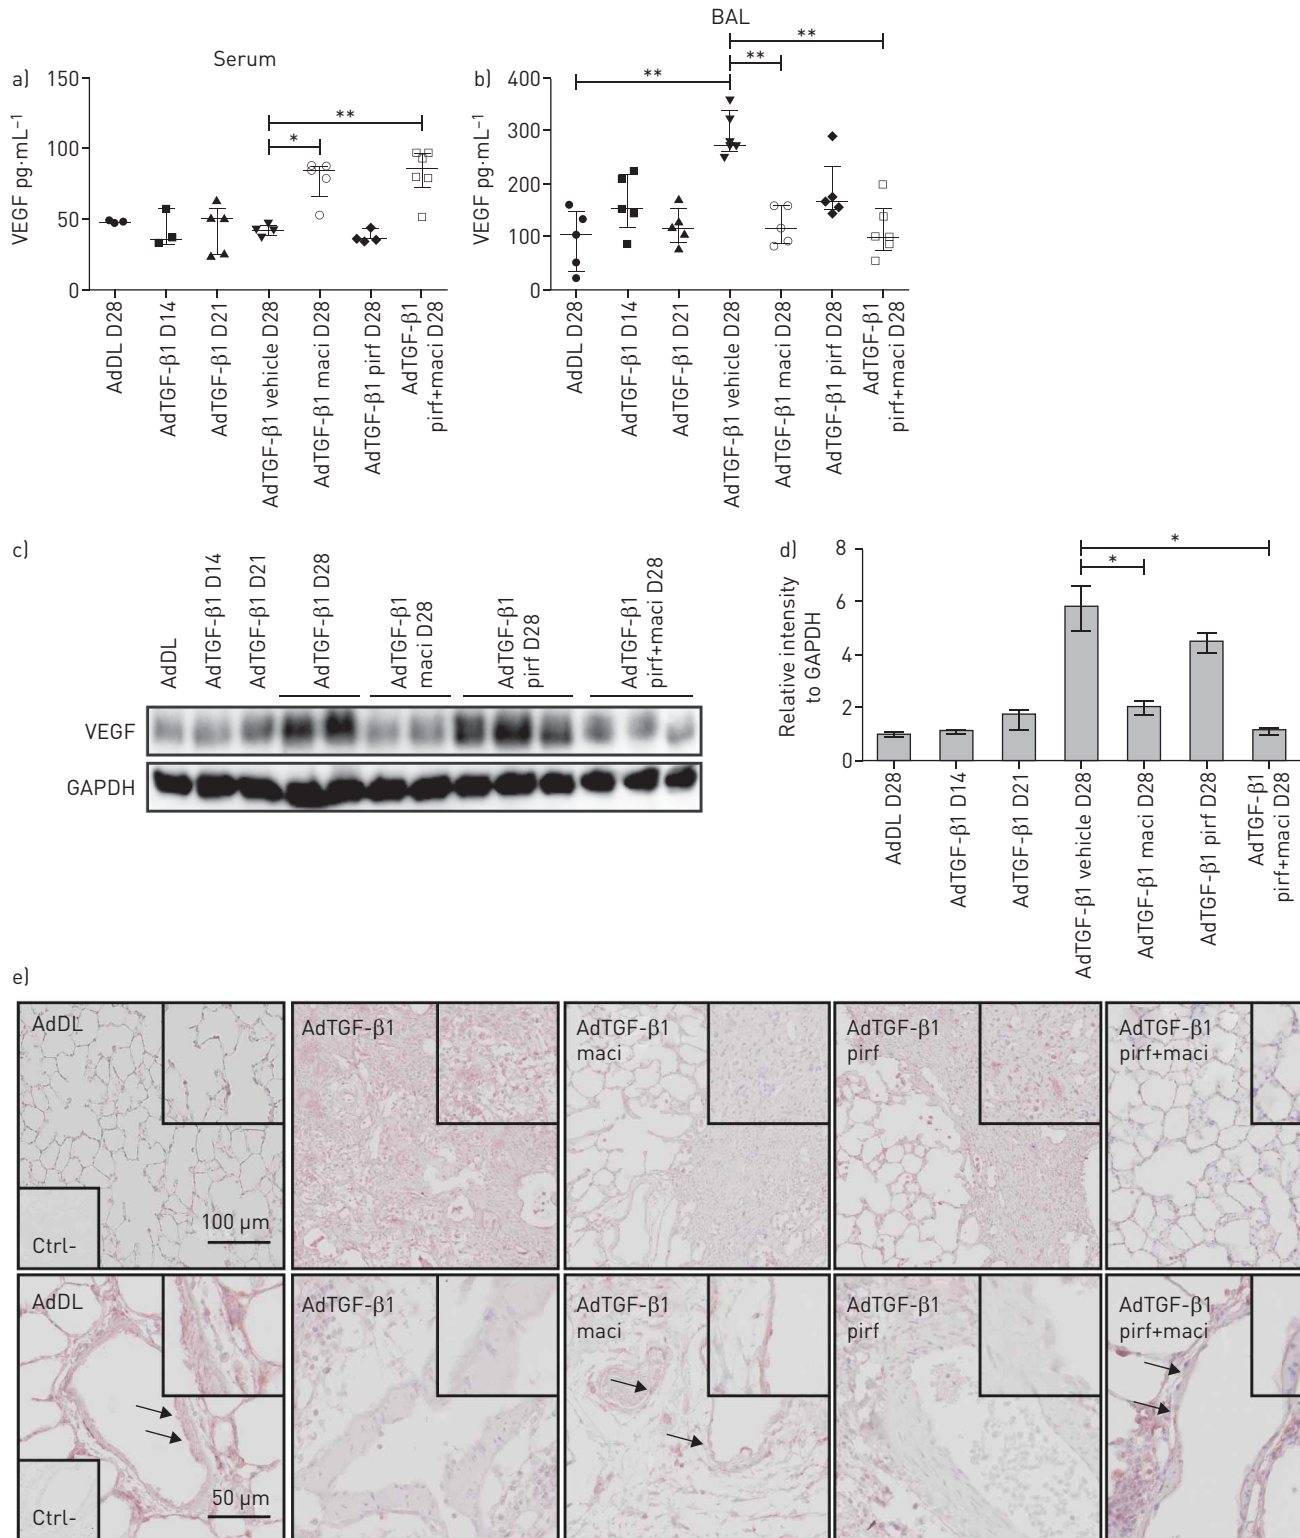 a)
Serum
VEGF pg·mL⁻¹
150
100
50
0
*
**
AdDL D28
AdTGF-β1 D14
AdTGF-β1 D21
AdTGF-β1 vehicle D28
AdTGF-β1 maci D28
AdTGF-β1 pirf D28
AdTGF-β1
pirf+maci D28
b)
BAL
VEGF pg·mL⁻¹
400
300
200
100
0
**
**
**
AdDL D28
AdTGF-β1 D14
AdTGF-β1 D21
AdTGF-β1 vehicle D28
AdTGF-β1 maci D28
AdTGF-β1 pirf D28
AdTGF-β1
pirf+maci D28
c)
AdDL
AdTGF-β1 D14
AdTGF-β1 D21
AdTGF-β1 D28
AdTGF-β1
maci D28
AdTGF-β1
pirf D28
AdTGF-β1
pirf+maci D28
VEGF
GAPDH
d)
Relative intensity
to GAPDH
8
6
4
2
0
*
*
AdDL D28
AdTGF-β1 D14
AdTGF-β1 D21
AdTGF-β1 vehicle D28
AdTGF-β1 maci D28
AdTGF-β1 pirf D28
AdTGF-β1
pirf+maci D28
e)
AdDL
Ctrl-
100 µm
AdTGF-β1
AdTGF-β1
maci
AdTGF-β1
pirf
AdTGF-β1
pirf+maci
AdDL
Ctrl-
50 µm
AdTGF-β1
AdTGF-β1
maci
AdTGF-β1
pirf
AdTGF-β1
pirf+maci